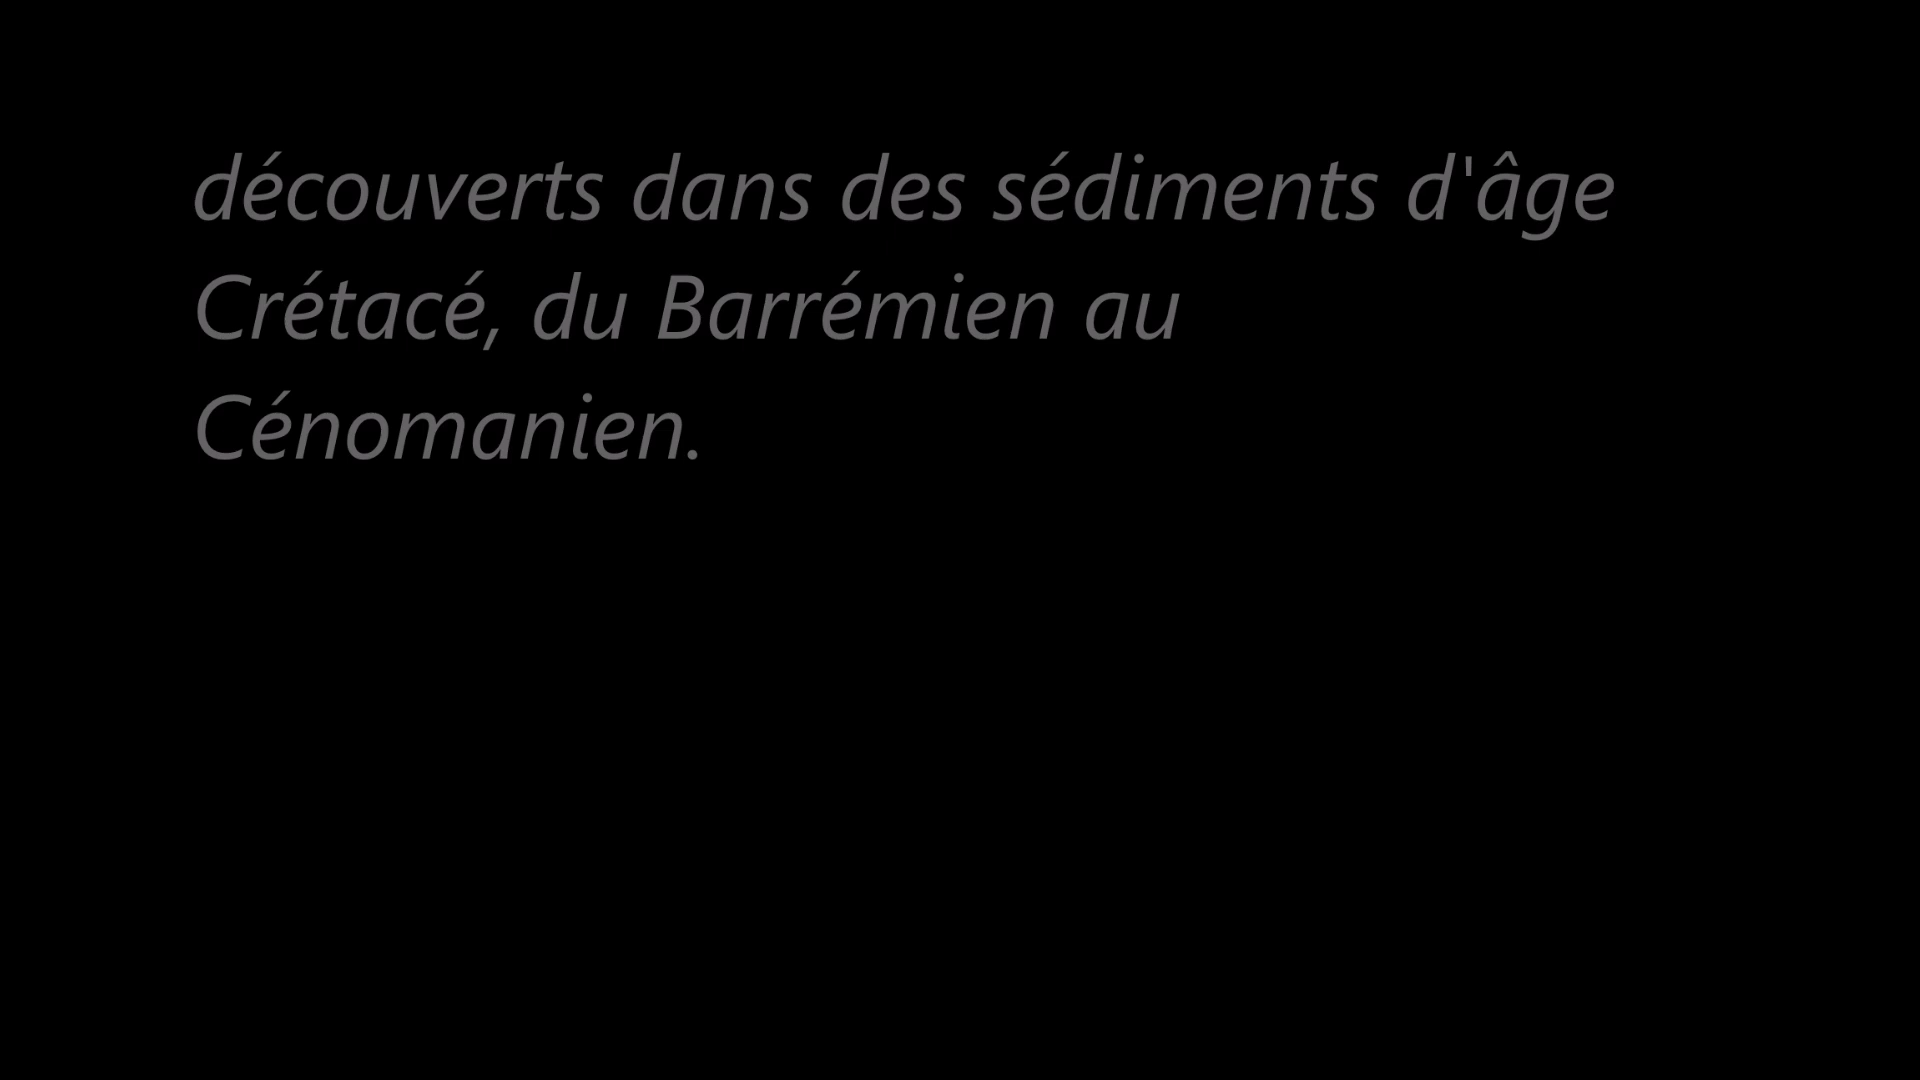 découverts dans des sédiments d'âge
Crétacé, du Barrémien au
Cénomanien.